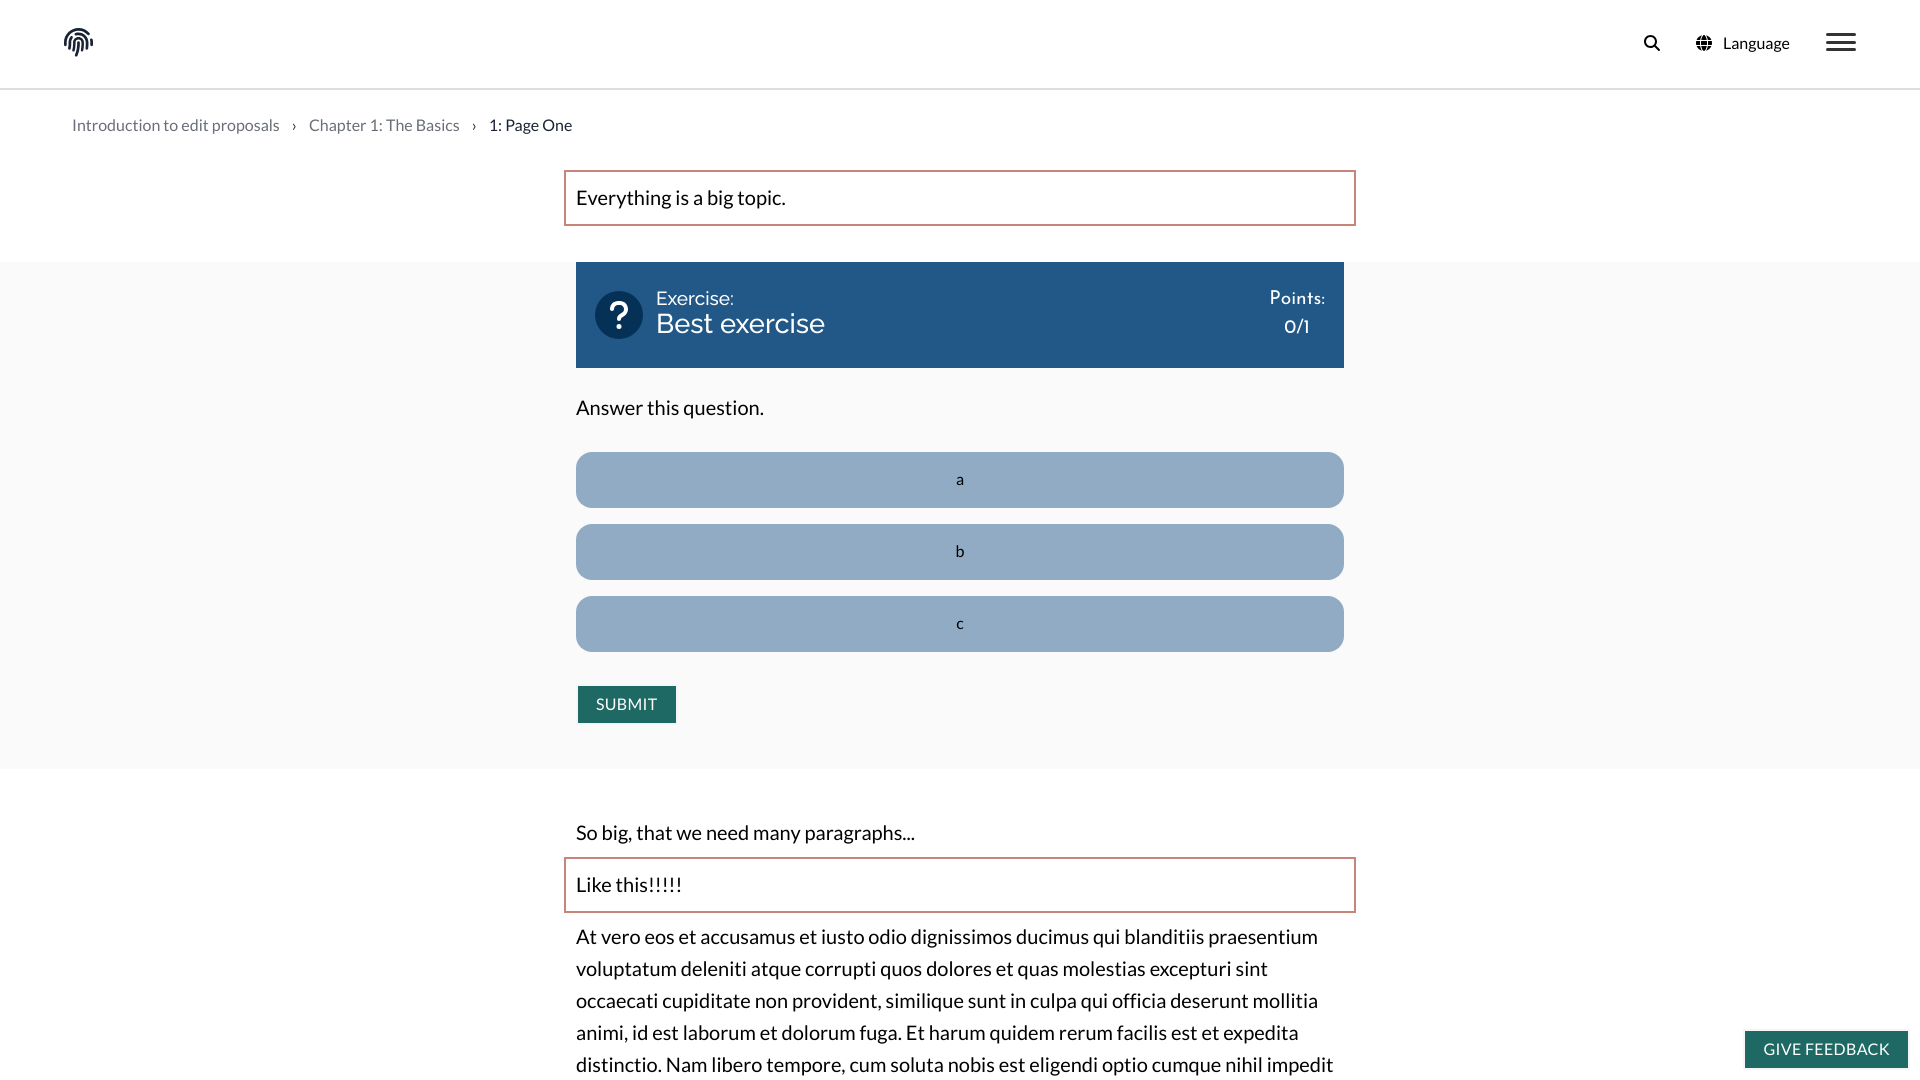 Language
Introduction to edit proposals › Chapter 1: The Basics › 1: Page One
Everything is a big topic.
?
Exercise:
Best exercise
Points:
0/1
Answer this question.
a
b
c
SUBMIT
So big, that we need many paragraphs...
Like this!!!!!
At vero eos et accusamus et iusto odio dignissimos ducimus qui blanditiis praesentium
voluptatum deleniti atque corrupti quos dolores et quas molestias excepturi sint
occaecati cupiditate non provident, similique sunt in culpa qui officia deserunt mollitia
animi, id est laborum et dolorum fuga. Et harum quidem rerum facilis est et expedita
distinctio. Nam libero tempore, cum soluta nobis est eligendi optio cumque nihil impedit
GIVE FEEDBACK